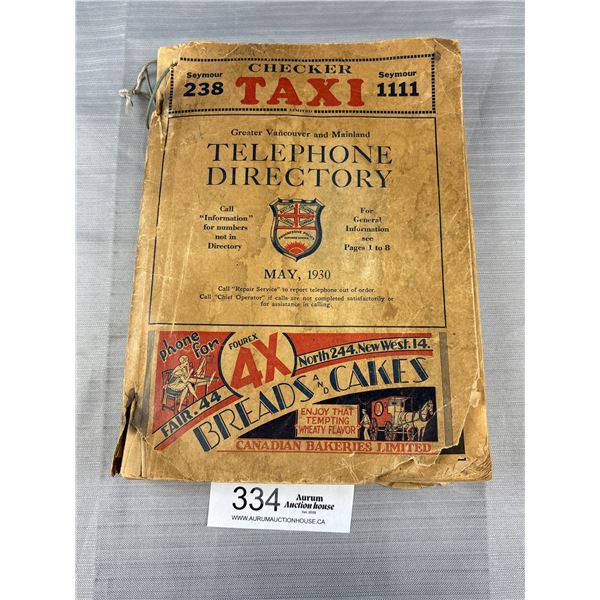 CHECKER
Seymour 238 TAXI Seymour 1111
LIMITED
Greater Vancouver and Mainland
TELEPHONE
DIRECTORY
Call "Information" for numbers not in Directory
For General Information see Pages 1 to 8
MAY, 1930
Call "Repair Service" to report telephone out of order.
Call "Chief Operator" if calls are not completed satisfactorily or
for assistance in calling.
phone for
FAIR. 44
FOUREX
4X
North 244. New West. 14.
BREADS AND CAKES
ENJOY THAT
TEMPTING
WHEATY FLAVOR
CANADIAN BAKERIES LIMITED
334 Aurum
Auction house
WWW.AURUMAUCTIONHOUSE.CA